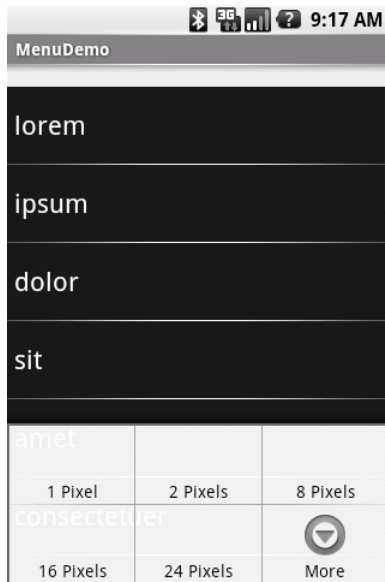 3G 9:17 AM
MenuDemo
lorem
ipsum
dolor
sit
amet
1 Pixel 2 Pixels 8 Pixels
consectetuer
16 Pixels 24 Pixels More